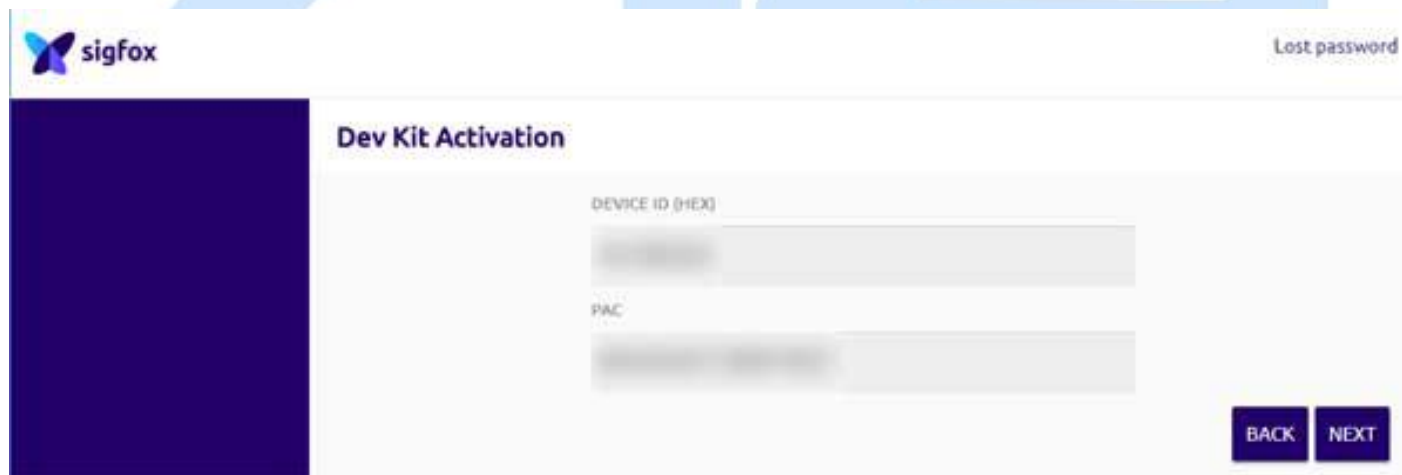 sigfox
Lost password
Dev Kit Activation
DEVICE ID (HEX)
PAC
BACK NEXT